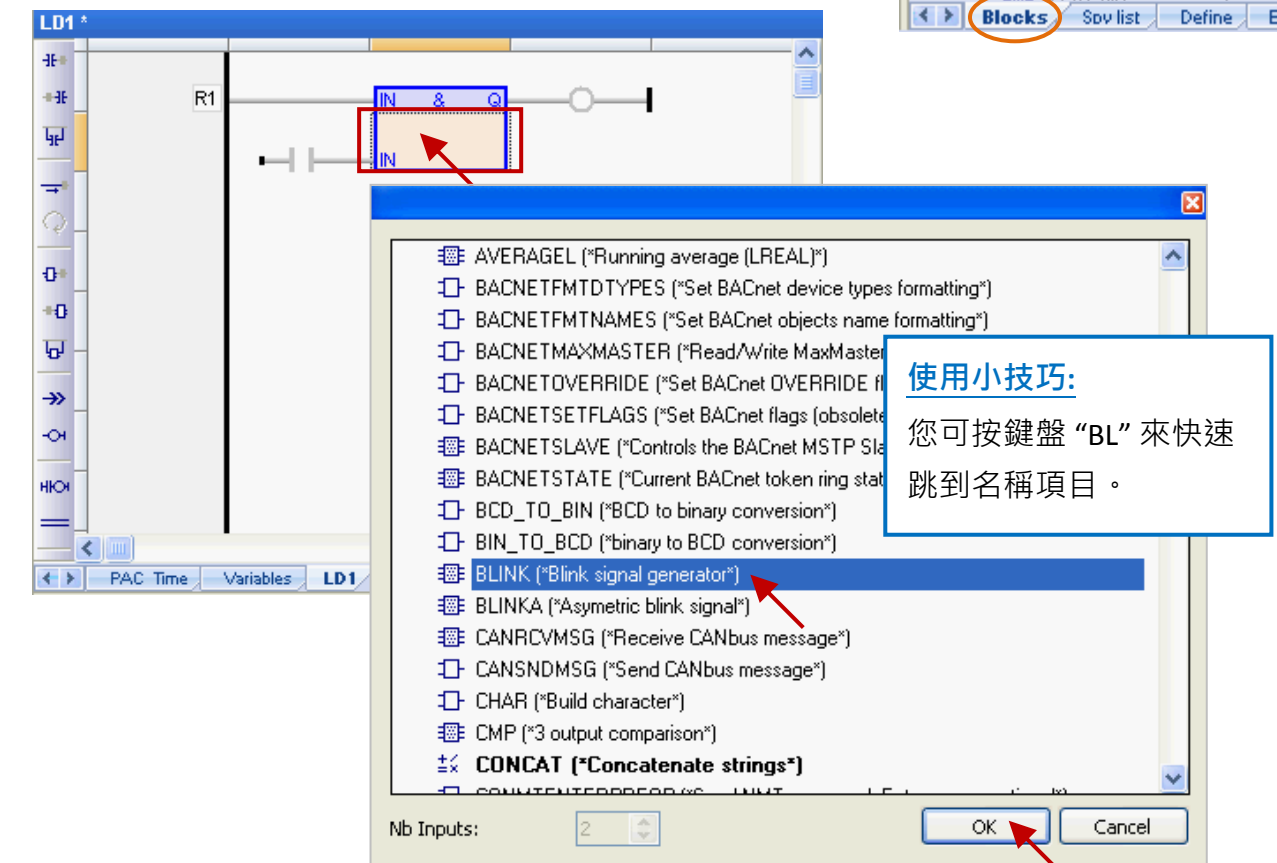 LD1 *
Blocks
Spy list
Define
R1
IN & Q
IN
AVERAGEL (*Running average (LREAL)*)
BACNETFMTDTYPES (*Set BACnet device types formatting*)
BACNETFMTNAMES (*Set BACnet objects name formatting*)
BACNETMAXMASTER (*Read/Write MaxMaster
BACNETOVERRIDE (*Set BACnet OVERRIDE
BACNETSETFLAGS (*Set BACnet flags (obsolete
BACNETSLAVE (*Controls the BACnet MSTP
BACNETSTATE (*Current BACnet token ring
BCD_TO_BIN (*BCD to binary conversion*)
BIN_TO_BCD (*binary to BCD conversion*)
BLINK (*Blink signal generator*)
BLINKA (*Asymetric blink signal*)
CANRCVMSG (*Receive CANbus message*)
CANSNDMSG (*Send CANbus message*)
CHAR (*Build character*)
CMP (*3 output comparison*)
CONCAT (*Concatenate strings*)
使用小技巧:
您可按鍵盤 “BL” 來快速
跳到名稱項目。
PAC Time
Variables
LD1
Nb Inputs:
2
OK
Cancel